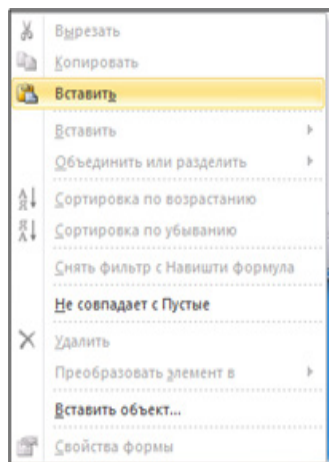 Вырезать
Копировать
Вставить
Вставить
Объединить или разделить
Сортировка по возрастанию
Сортировка по убыванию
Снять фильтр с Навишти формула
Не совпадает с Пустые
Удалить
Преобразовать элемент в
Вставить объект...
Свойства формы